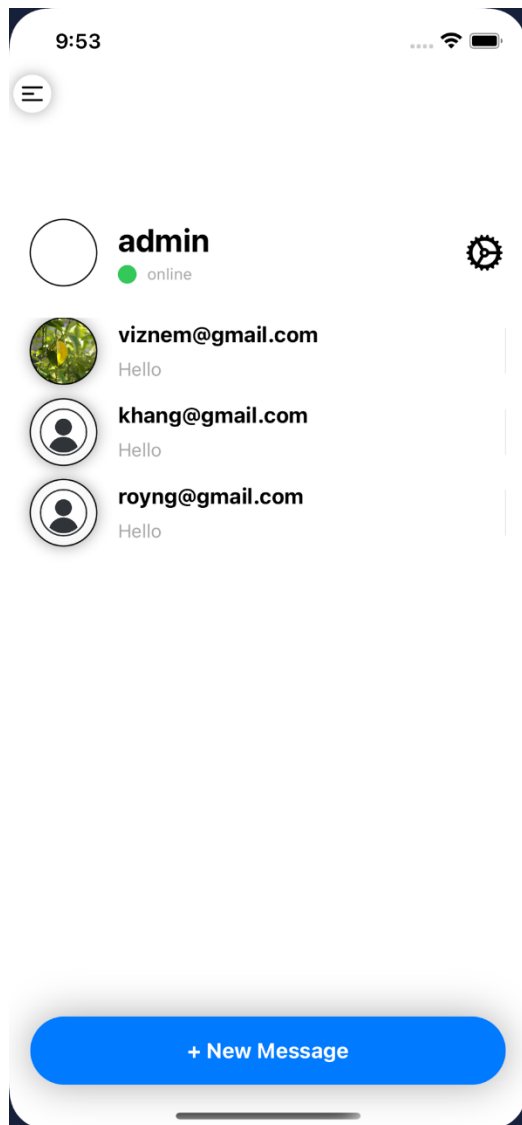 9:53
admin
online
viznem@gmail.com
Hello
khang@gmail.com
Hello
royng@gmail.com
Hello
+ New Message